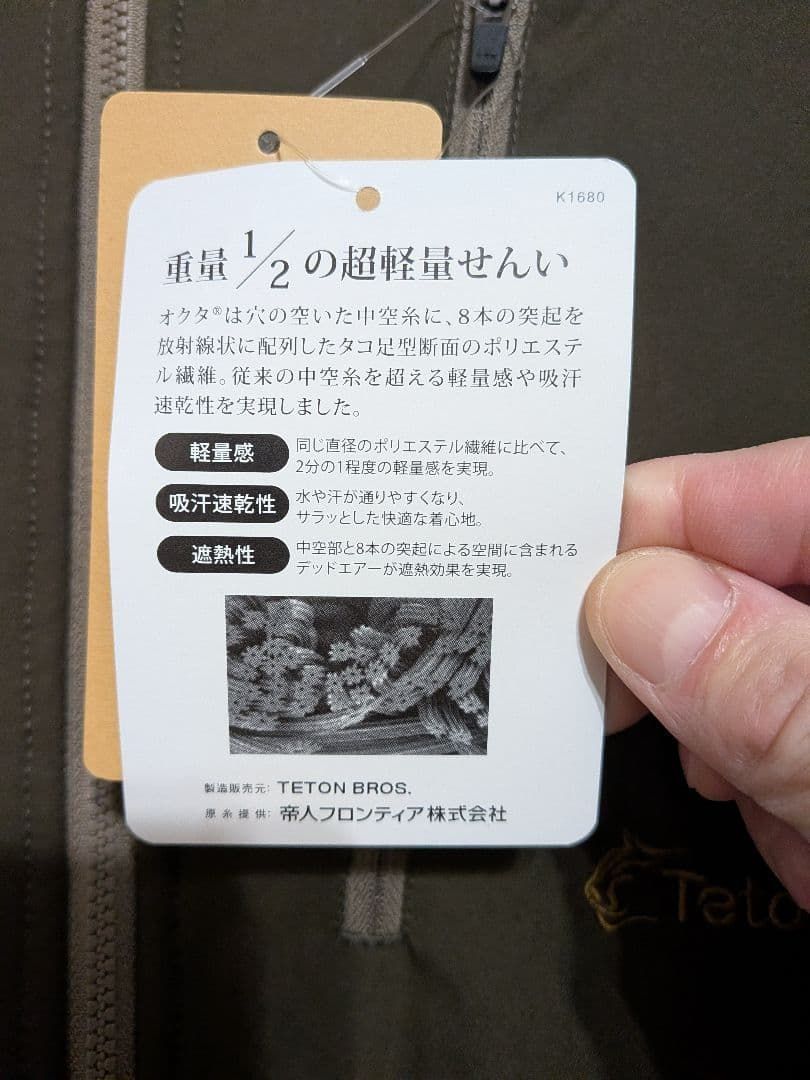 K1680
重量1/2の超軽量せんい
オクタ®は穴の空いた中空糸に、8本の突起を
放射線状に配列したタコ足型断面のポリエステ
ル繊維。従来の中空糸を超える軽量感や吸汗
速乾性を実現しました。
軽量感
同じ直径のポリエステル繊維に比べて、
2分の1程度の軽量感を実現。
吸汗速乾性
水や汗が通りやすくなり、
サラッとした快適な着心地。
遮熱性
中空部と8本の突起による空間に含まれる
デッドエアーが遮熱効果を実現。
製造販売元: TETON BROS.
原糸提供: 帝人フロンティア株式会社
Teto